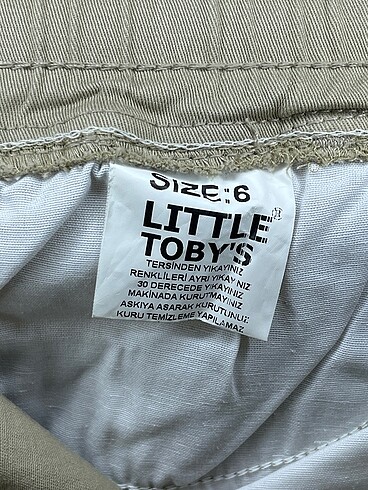 SIZE:6
LITTLE
TOBY'S
TERSİNDEN YIKAYINIZ
RENKLİLERİ AYRI YIKAYINIZ
30 DERECEDE YIKAYINIZ
MAKİNADA KURUTMAYINIZ
ASKIYA ASARAK KURUTUNUZ
KURU TEMİZLEME YAPILAMAZ